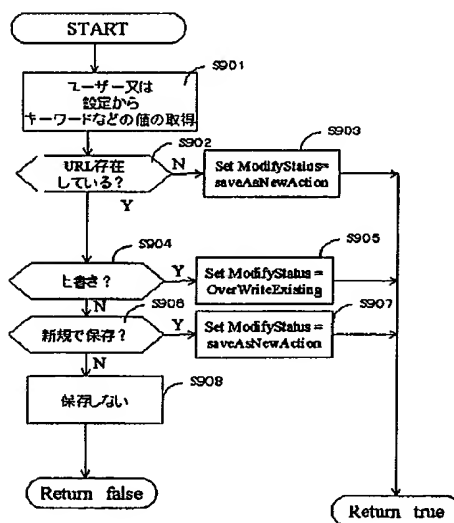 START
S901
ユーザー又は
設定から
キーワードなどの値の取得
S902
URL存在
している？
N
S903
Set ModifyStatus=
saveAsNewAction
Y
S904
上書き？
Y
S905
Set ModifyStatus =
OverWriteExisting
N
S906
新規で保存？
Y
S907
Set ModifyStatus =
saveAsNewAction
N
S908
保存しない
Return false
Return true